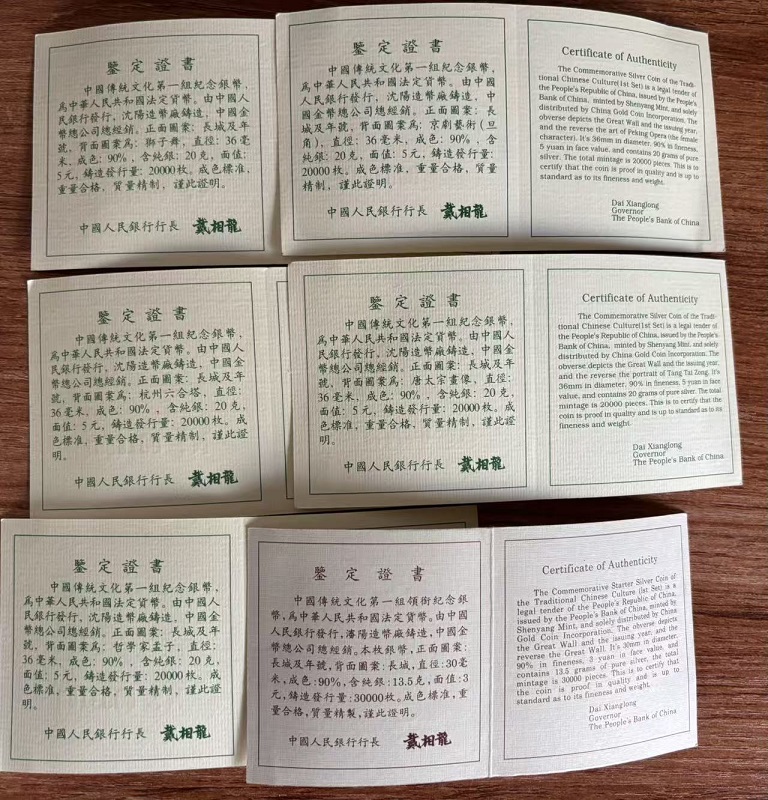 鑒定證書
中國傳統文化第一組紀念銀幣,
爲中華人民共和國法定貨幣。由中國人
民銀行發行, 沈陽造幣廠鑄造, 中國金
幣總公司總經銷。正面圖案: 長城及年
號, 背面圖案爲: 獅子舞, 直徑: 36毫
米, 成色: 90%, 含純銀: 20克, 面值:
5元, 鑄造發行量: 20000枚。成色標準,
重量合格, 質量精制, 謹此證明。
中國人民銀行行長 戴相龍
鑒定證書
中國傳統文化第一組紀念銀幣,
爲中華人民共和國法定貨幣。由中國
人民銀行發行, 沈陽造幣廠鑄造, 中
國金幣總公司總經銷。正面圖案: 長
城及年號, 背面圖案爲: 京劇藝術(旦
角), 直徑: 36毫米, 成色: 90%, 含
純銀: 20克, 面值: 5元, 鑄造發行量:
20000枚。成色標準, 重量合格, 質量
精制, 謹此證明。
中國人民銀行行長 戴相龍
Certificate of Authenticity
The Commemorative Silver Coin of the Tradi-
tional Chinese Culture(1st Set) is a legal tender of
the People's Republic of China, issued by the People's
Bank of China, minted by Shenyang Mint, and solely
distributed by China Gold Coin Incorporation. The
obverse depicts the Great Wall and the issuing year,
and the reverse the art of Peking Opera (the female
character). It's 36mm in diameter, 90% in fineness,
5 yuan in face value, and contains 20 grams of pure
silver. The total mintage is 20000 pieces. This is to
certify that the coin is proof in quality and is up to
standard as to its fineness and weight.
Dai Xianglong
Governor
The People's Bank of China
鑒定證書
中國傳統文化第一組紀念銀幣,
爲中華人民共和國法定貨幣。由中國人
民銀行發行, 沈陽造幣廠鑄造, 中國金
幣總公司總經銷。正面圖案: 長城及年
號, 背面圖案爲: 杭州六合塔, 直徑:
36毫米, 成色: 90%, 含純銀: 20克,
面值: 5元, 鑄造發行量: 20000枚。成
色標準, 重量合格, 質量精制, 謹此證
明。
中國人民銀行行長 戴相龍
鑒定證書
中國傳統文化第一組紀念銀幣,
爲中華人民共和國法定貨幣。由中國人
民銀行發行, 沈陽造幣廠鑄造, 中國金
幣總公司總經銷。正面圖案: 長城及年
號, 背面圖案爲: 唐太宗畫像, 直徑:
36毫米, 成色: 90%, 含純銀: 20克,
面值: 5元, 鑄造發行量: 20000枚。成
色標準, 重量合格, 質量精制, 謹此證
明。
中國人民銀行行長 戴相龍
Certificate of Authenticity
The Commemorative Silver Coin of the Tradi-
tional Chinese Culture(1st Set) is a legal tender of
the People's Republic of China, issued by the People's
Bank of China, minted by Shenyang Mint, and solely
distributed by China Gold Coin Incorporation. The
obverse depicts the Great Wall and the issuing year,
and the reverse the portrait of Tang Tai Zong. It's
36mm in diameter, 90% in fineness, 5 yuan in face
value, and contains 20 grams of pure silver. The total
mintage is 20000 pieces. This is to certify that the
coin is proof in quality and is up to standard as to its
fineness and weight.
Dai Xianglong
Governor
The People's Bank of China
鑒定證書
中國傳統文化第一組紀念銀幣,
爲中華人民共和國法定貨幣。由中國人
民銀行發行, 沈陽造幣廠鑄造, 中國金
幣總公司總經銷。正面圖案: 長城及年
號, 背面圖案爲: 哲學家孟子, 直徑:
36毫米, 成色: 90%, 含純銀: 20克,
面值: 5元, 鑄造發行量: 20000枚。成
色標準, 重量合格, 質量精制, 謹此證
明。
中國人民銀行行長 戴相龍
鑒定證書
中國傳統文化第一組領銜紀念銀
幣, 爲中華人民共和國法定貨幣。由中國
人民銀行發行, 瀋陽造幣廠鑄造, 中國金
幣總公司總經銷。本枚銀幣, 正面圖案:
長城及年號, 背面圖案: 長城, 直徑: 30毫
米, 成色: 90%, 含純銀: 13.5克, 面值: 3
元, 鑄造發行量: 30000枚。成色標準, 重
量合格, 質量精製, 謹此證明。
中國人民銀行行長 戴相龍
Certificate of Authenticity
The Commemorative Starter Silver Coin of
the Traditional Chinese Culture (1st Set) is a
legal tender of the People's Republic of China,
issued by the People's Bank of China, minted by
Shenyang Mint, and solely distributed by China
Gold Coin Incorporation. The obverse depicts
the Great Wall and the issuing year, and the
reverse the Great Wall. It's 30mm in diameter,
90% in fineness, 3 yuan in face value, and
contains 13.5 grams of pure silver, the total
mintage is 30000 pieces. This is to certify that
the coin is proof in quality and is up to
standard as to its fineness and weight.
Dai Xianglong
Governor
The People's Bank of China